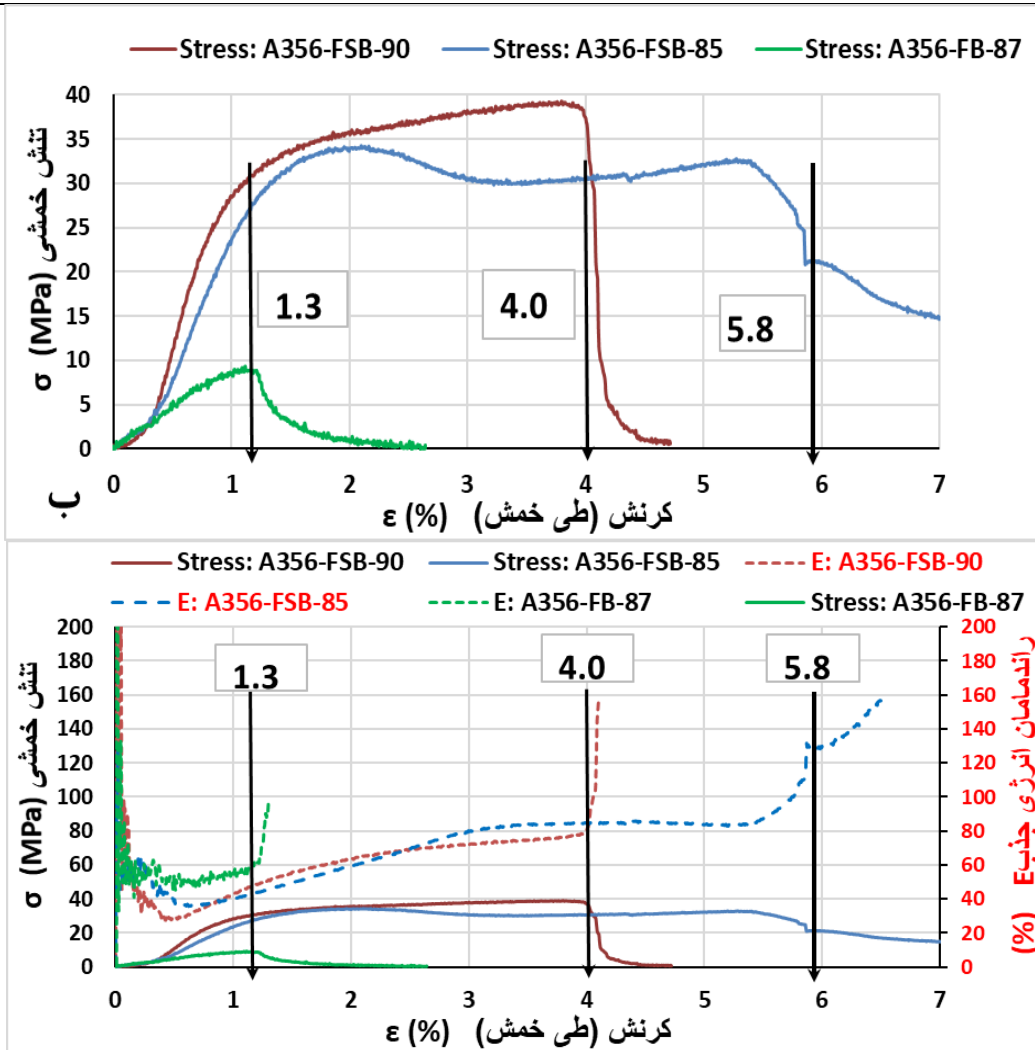 Stress: A356-FSB-90 Stress: A356-FSB-85 Stress: A356-FB-87
تنش خمشی (MPa) σ
40
35
30
25
20
15
10
5
0
1.3
4.0
5.8
0 1 2 3 4 5 6 7
ب
کرنش (طی خمش) ε (%)
Stress: A356-FSB-90 Stress: A356-FSB-85 E: A356-FSB-90
E: A356-FSB-85 E: A356-FB-87 Stress: A356-FB-87
تنش خمشی (MPa) σ
200 200
180 180
160 160
140 140
120 120
100 100
80 80
60 60
40 40
20 20
0 0
1.3
4.0
5.8
راندمامان انرژی جذب E (%)
0 1 2 3 4 5 6 7
کرنش (طی خمش) ε (%)